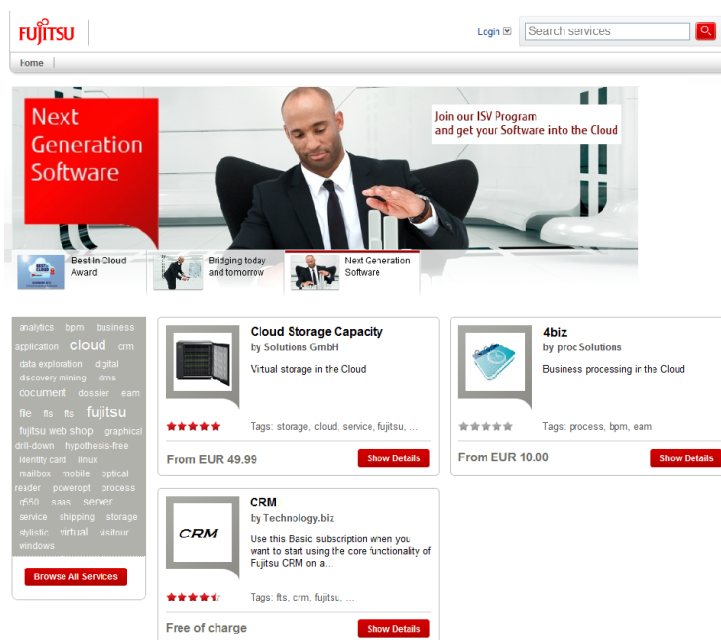 FUJITSU
Login
Search services
Home
Next
Generation
Software
Join our ISV Program
and get your Software into the Cloud
Best in Cloud
Award
Bridging today
and tomorrow
Next Generation
Software
analytics bpm business
application cloud crm
data exploration digital
discovery mining dms
document dossier eam
file fls fts fujitsu
fujitsu web shop graphical
drill-down hypothesis-free
identity card linux
mailbox mobile optical
reader poweropt process
q550 saas server
service shipping storage
stylistic virtual visitour
windows
Browse All Services
Cloud Storage Capacity
by Solutions GmbH
Virtual storage in the Cloud
Tags: storage, cloud, service, fujitsu, ...
From EUR 49.99
Show Details
4biz
by proc Solutions
Business processing in the Cloud
Tags: process, bpm, eam
From EUR 10.00
Show Details
CRM
CRM
by Technology.biz
Use this Basic subscription when you
want to start using the core functionality of
Fujitsu CRM on a...
Tags: fts, crm, fujitsu, ...
Free of charge
Show Details